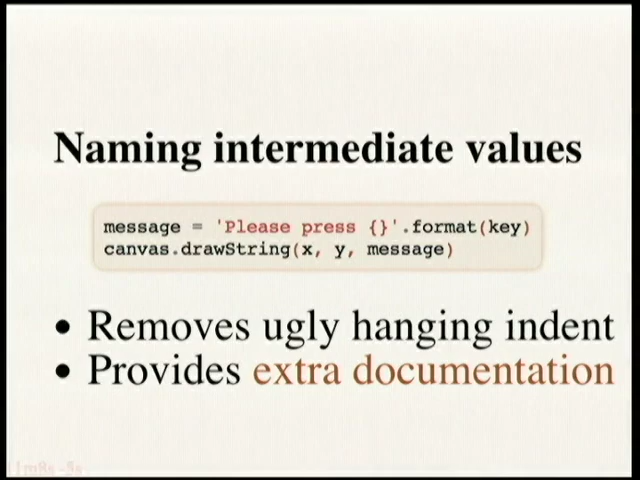 Naming intermediate values
message = 'Please press {}'.format(key)
canvas.drawString(x, y, message)
• Removes ugly hanging indent
• Provides extra documentation